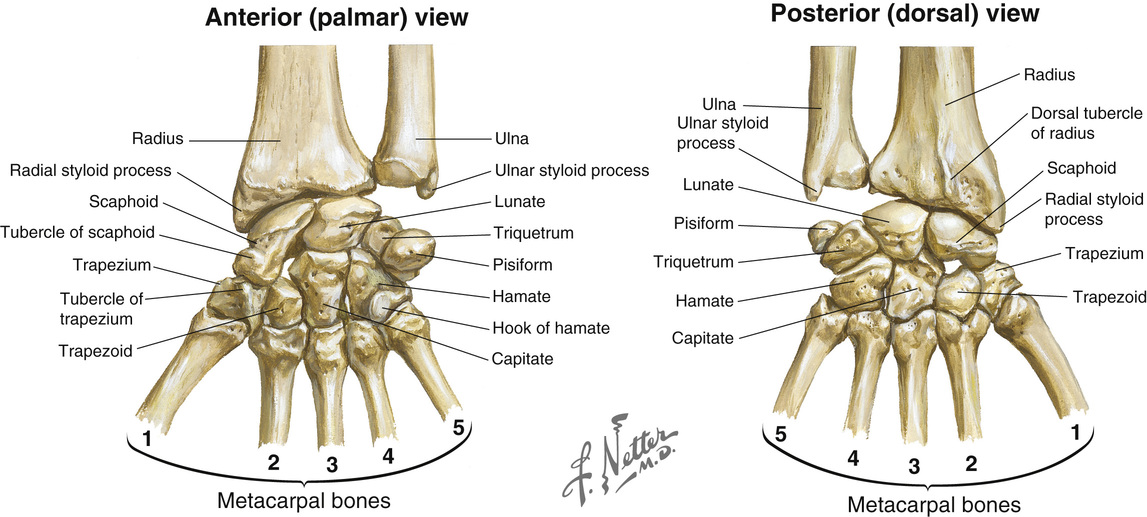 Anterior (palmar) view
Radius
Radial styloid process
Scaphoid
Tubercle of scaphoid
Trapezium
Tubercle of
trapezium
Trapezoid
Ulna
Ulnar styloid process
Lunate
Triquetrum
Pisiform
Hamate
Hook of hamate
Capitate
1
2
3
4
5
Metacarpal bones
Posterior (dorsal) view
Ulna
Ulnar styloid
process
Lunate
Pisiform
Triquetrum
Hamate
Capitate
Radius
Dorsal tubercle
of radius
Scaphoid
Radial styloid
process
Trapezium
Trapezoid
5
4
3
2
1
Metacarpal bones
F. Netter
M.D.